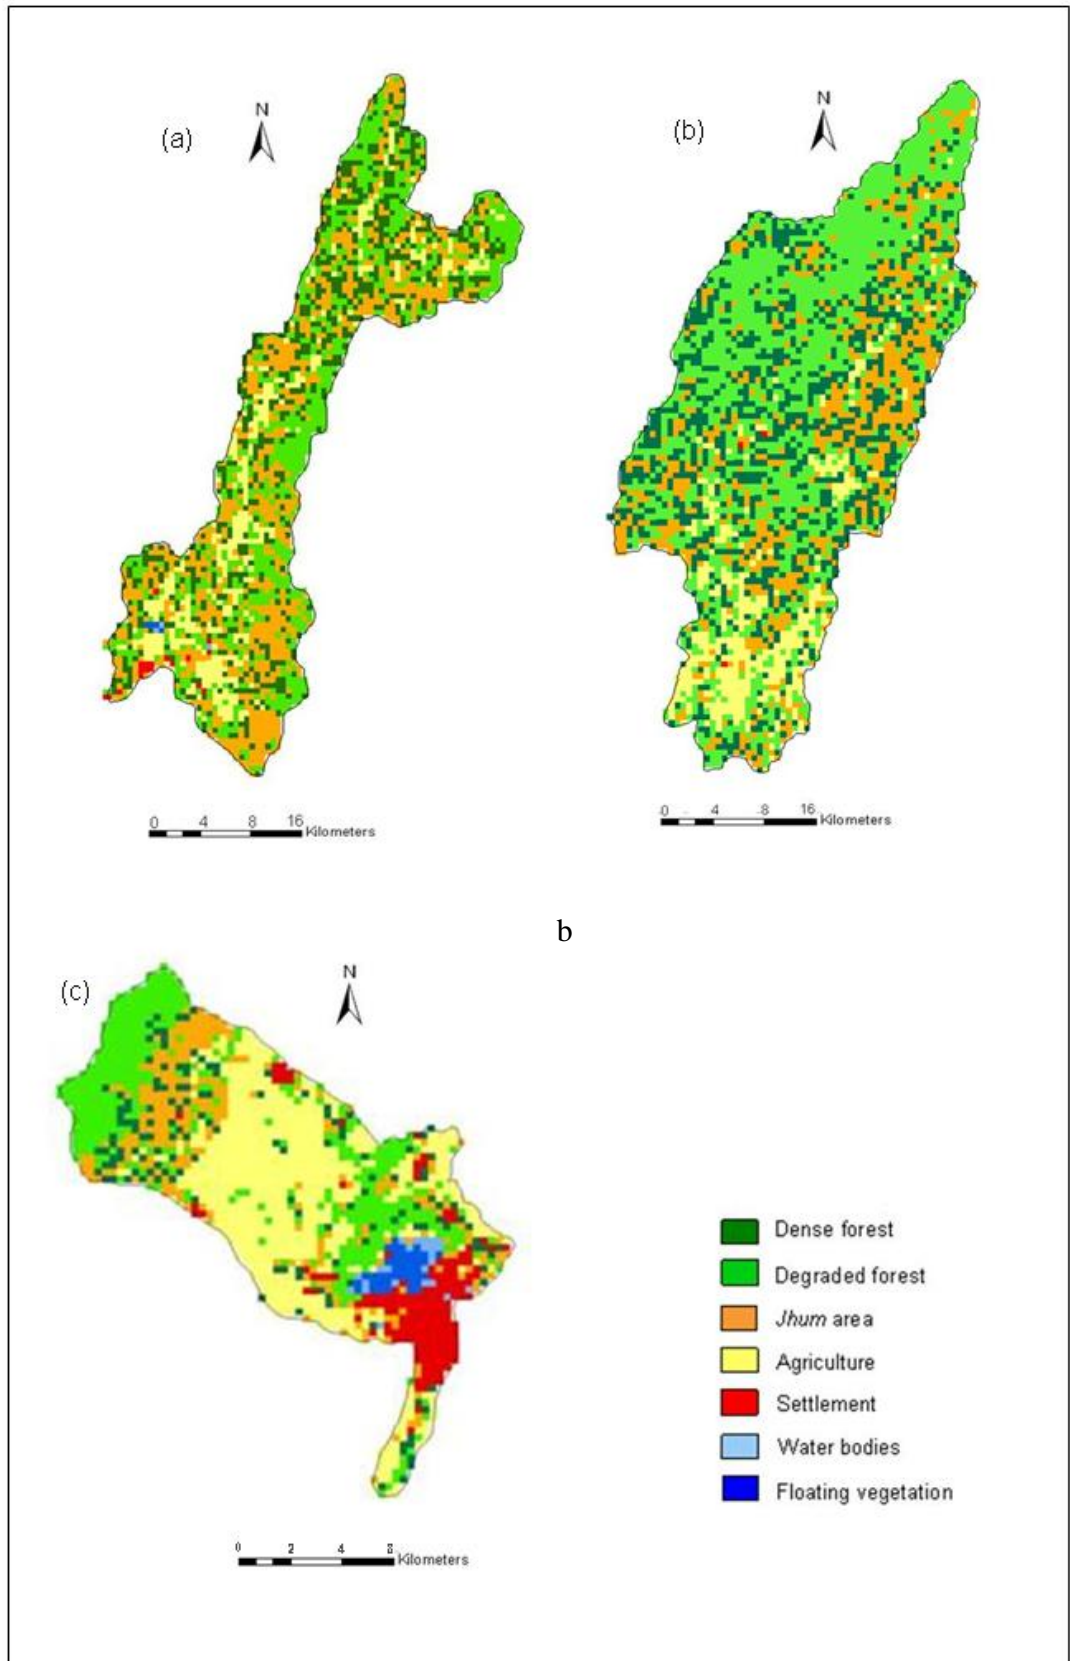 N
N
(a)
(b)
0 4 8 16
Kilometers
0 4 8 16
Kilometers
b
N
(c)
Dense forest
Degraded forest
Jhum area
Agriculture
Settlement
Water bodies
Floating vegetation
0 2 4 8
Kilometers